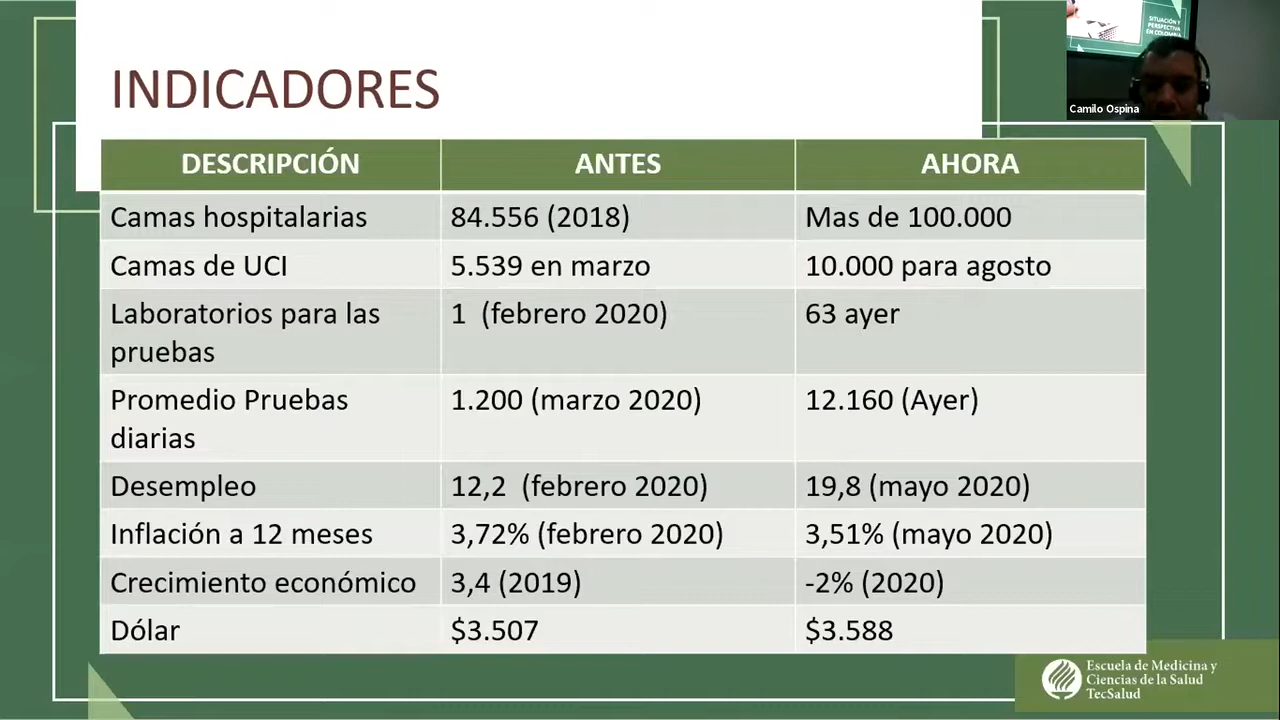 INDICADORES
SITUACIÓN Y
PERSPECTIVA
EN COLOMBIA
Camilo Ospina
DESCRIPCIÓN ANTES AHORA
Camas hospitalarias 84.556 (2018) Mas de 100.000
Camas de UCI 5.539 en marzo 10.000 para agosto
Laboratorios para las 1 (febrero 2020) 63 ayer
pruebas
Promedio Pruebas 1.200 (marzo 2020) 12.160 (Ayer)
diarias
Desempleo 12,2 (febrero 2020) 19,8 (mayo 2020)
Inflación a 12 meses 3,72% (febrero 2020) 3,51% (mayo 2020)
Crecimiento económico 3,4 (2019) -2% (2020)
Dólar $3.507 $3.588
Escuela de Medicina y
Ciencias de la Salud
TecSalud